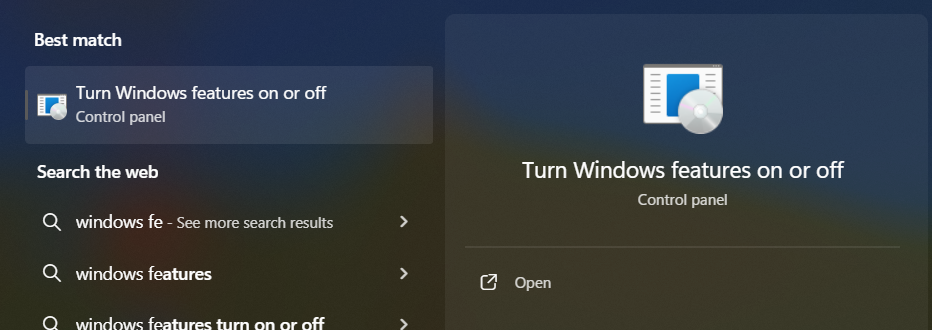 Best match
Turn Windows features on or off
Control panel
Search the web
windows fe - See more search results
windows features
windows features turn on or off
Turn Windows features on or off
Control panel
Open